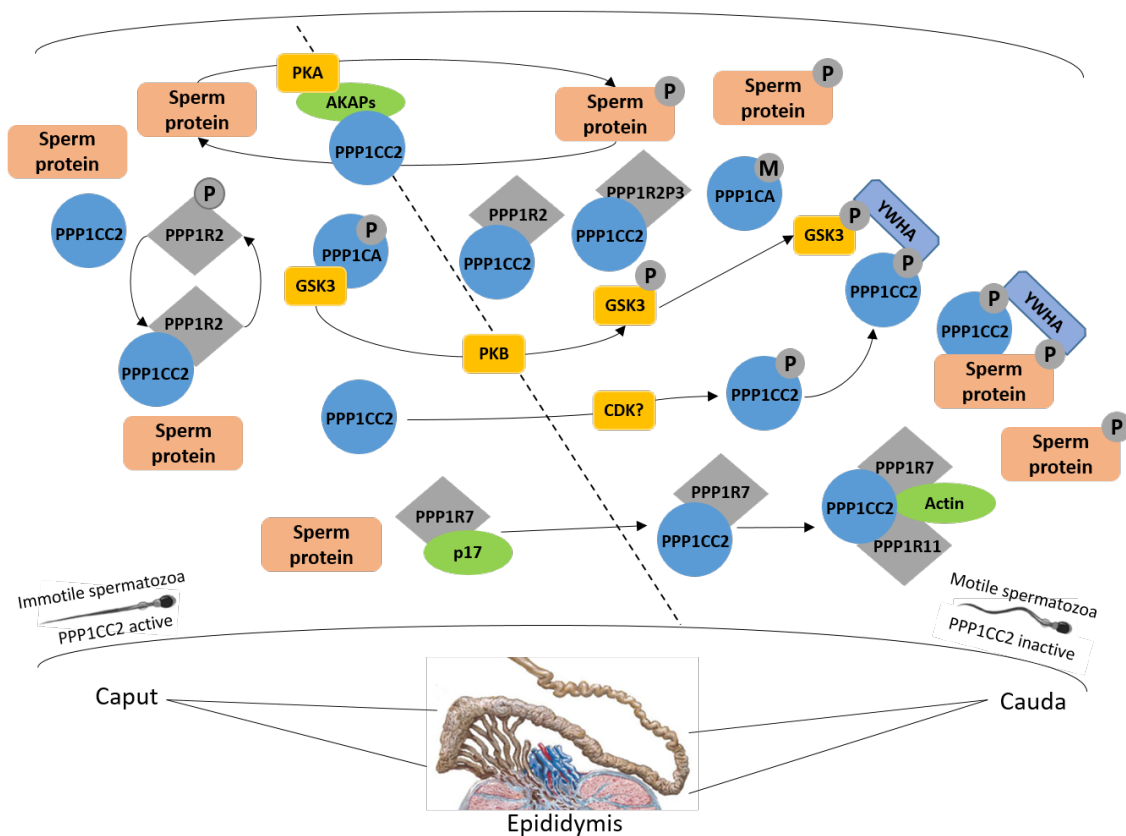 PKA
AKAPs
PPP1CC2
Sperm
protein
Sperm
protein
P
Sperm
protein
P
Sperm
protein
PPP1CC2
P
PPP1R2
PPP1R2
PPP1CC2
Sperm
protein
P
PPP1CA
GSK3
PPP1R2
PPP1CC2
PPP1R2P3
PPP1CC2
M
PPP1CA
P
GSK3
PKB
P
GSK3
YWHA
P
PPP1CC2
P
PPP1CC2
YWHA
P
Sperm
protein
PPP1CC2
CDK?
P
PPP1CC2
P
Sperm
protein
Sperm
protein
PPP1R7
p17
PPP1R7
PPP1CC2
PPP1R7
PPP1CC2
Actin
PPP1R11
Immotile spermatozoa
PPP1CC2 active
Motile spermatozoa
PPP1CC2 inactive
Caput
Cauda
Epididymis